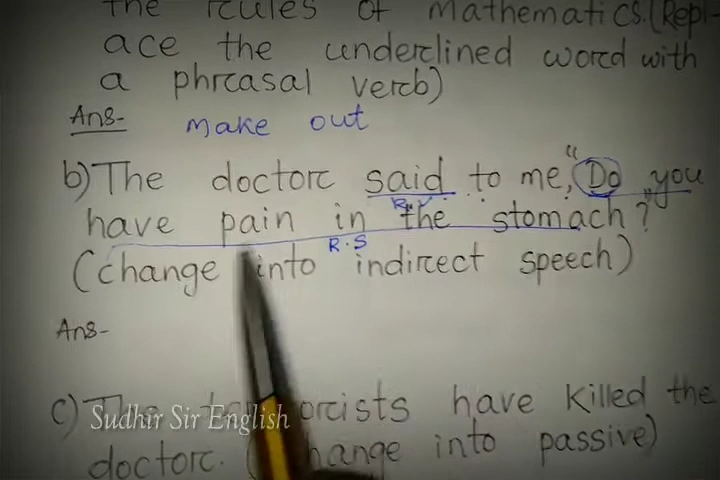 the rules of Mathematics.(Repl-
ace the underlined word with
a phrasal verb)
Ans- make out
b) The doctor said to me, "Do you
R.V
have pain in the stomach?"
R.S
(change into indirect speech)
Ans-
c) The terrorists have killed the
Sudhir Sir English
doctor. (change into passive)